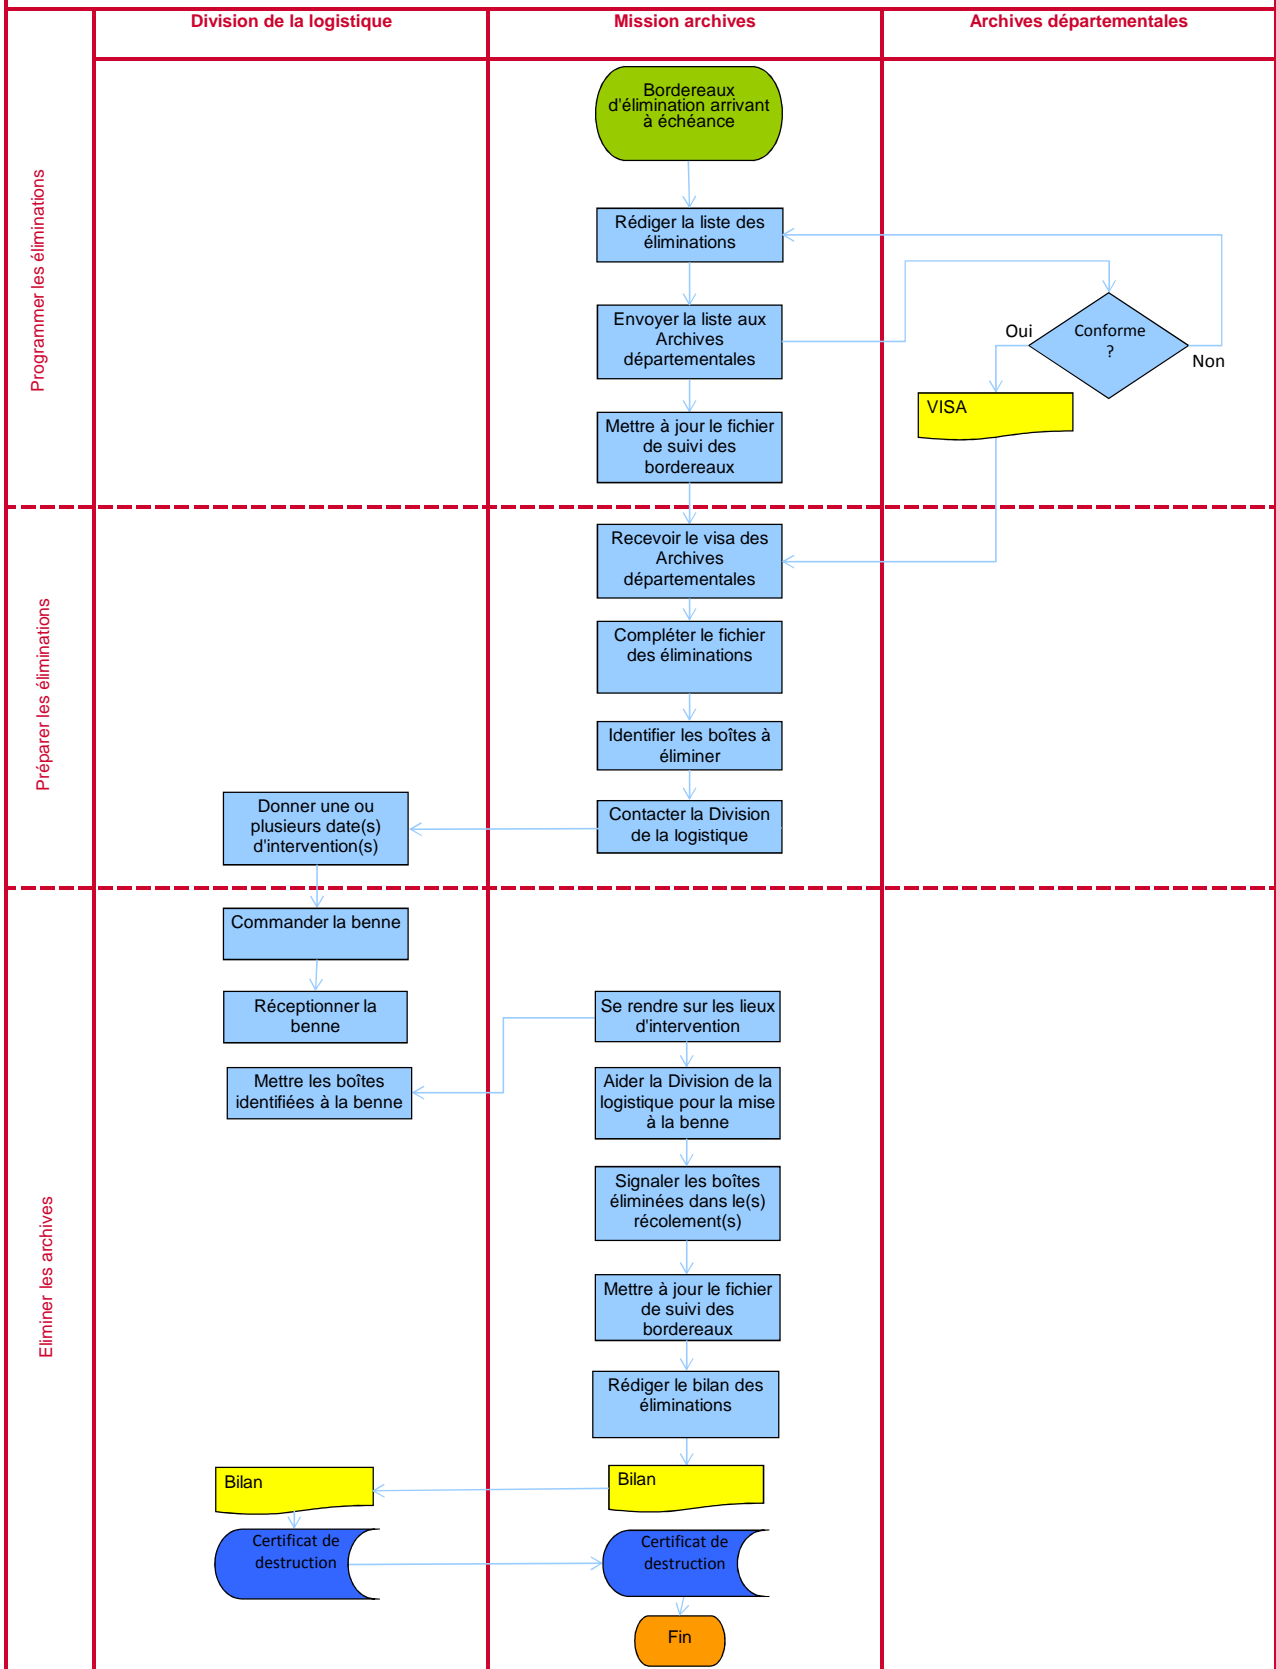 Division de la logistique
Mission archives
Archives départementales
Programmer les éliminations
Bordereaux
d'élimination arrivant
à échéance
Rédiger la liste des
éliminations
Envoyer la liste aux
Archives
départementales
Conforme
?
Oui
Non
VISA
Mettre à jour le fichier
de suivi des
bordereaux
Préparer les éliminations
Recevoir le visa des
Archives
départementales
Compléter le fichier
des éliminations
Identifier les boîtes à
éliminer
Contacter la Division
de la logistique
Donner une ou
plusieurs date(s)
d'intervention(s)
Eliminer les archives
Commander la benne
Réceptionner la
benne
Se rendre sur les lieux
d'intervention
Mettre les boîtes
identifiées à la benne
Aider la Division de la
logistique pour la mise
à la benne
Signaler les boîtes
éliminées dans le(s)
récolement(s)
Mettre à jour le fichier
de suivi des
bordereaux
Rédiger le bilan des
éliminations
Bilan
Bilan
Certificat de
destruction
Certificat de
destruction
Fin